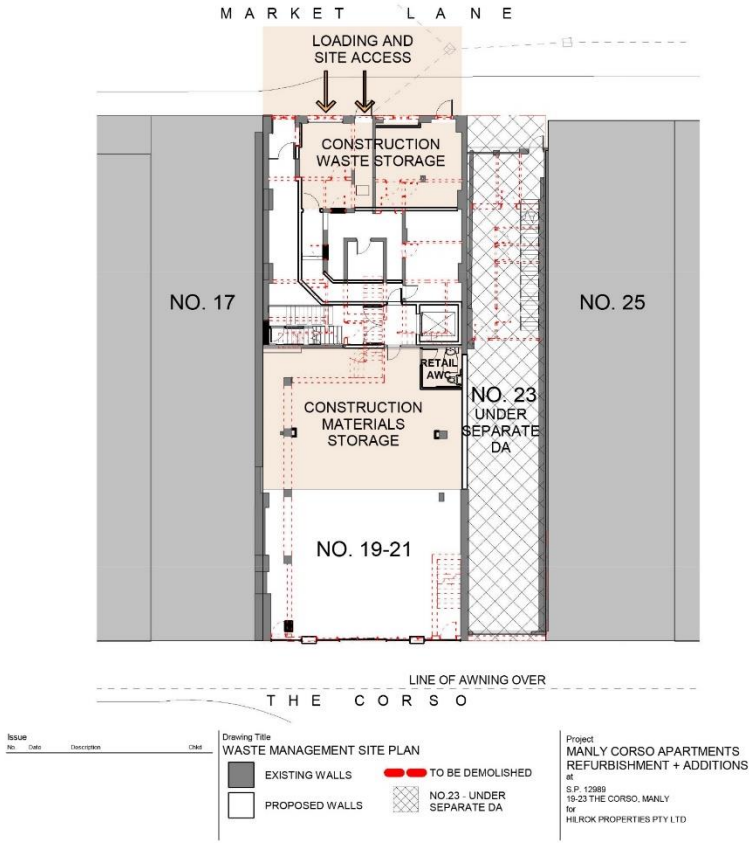 MARKET LANE
LOADING AND
SITE ACCESS
CONSTRUCTION
WASTE STORAGE
NO. 17
NO. 25
RETAIL
AWC
NO. 23
UNDER
SEPARATE
DA
CONSTRUCTION
MATERIALS
STORAGE
NO. 19-21
LINE OF AWNING OVER
THE CORSO
Issue
No. Date Description Chkd
Drawing Title
WASTE MANAGEMENT SITE PLAN
EXISTING WALLS
TO BE DEMOLISHED
PROPOSED WALLS
NO.23 - UNDER
SEPARATE DA
Project
MANLY CORSO APARTMENTS
REFURBISHMENT + ADDITIONS
at
S.P. 12989
19-23 THE CORSO, MANLY
for
HILROK PROPERTIES PTY LTD